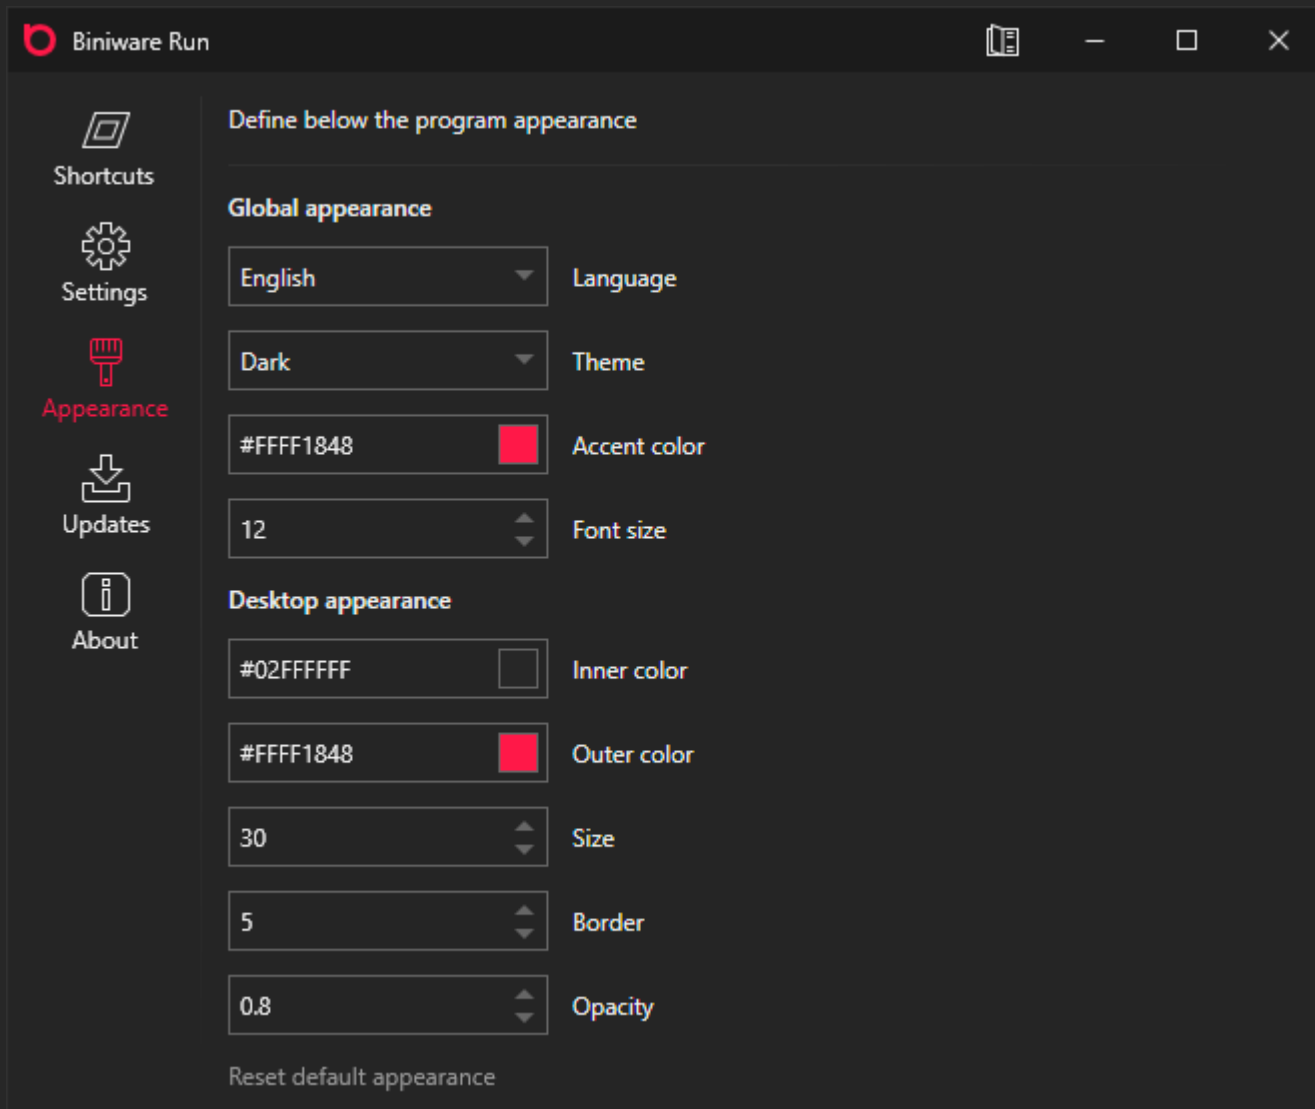 Biniware Run
Define below the program appearance
Shortcuts
Settings
Appearance
Updates
About
Global appearance
English Language
Dark Theme
#FFFF1848 Accent color
12 Font size
Desktop appearance
#02FFFFFF Inner color
#FFFF1848 Outer color
30 Size
5 Border
0.8 Opacity
Reset default appearance